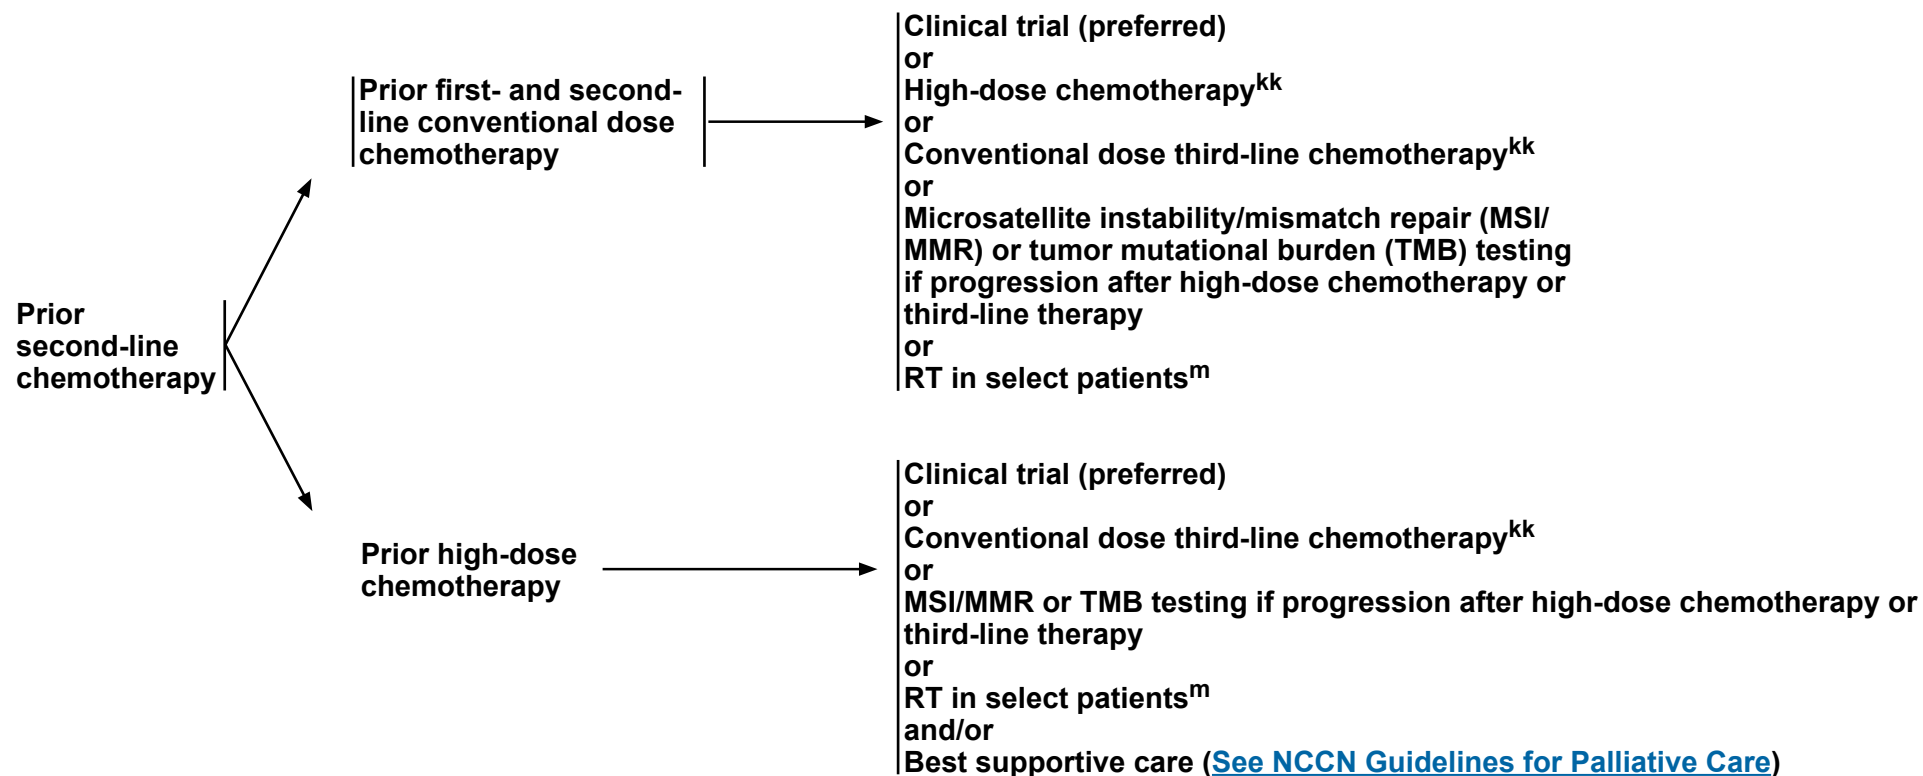 Prior
second-line
chemotherapy
Prior first- and second-
line conventional dose
chemotherapy
Clinical trial (preferred)
or
High-dose chemotherapykk
or
Conventional dose third-line chemotherapykk
or
Microsatellite instability/mismatch repair (MSI/
MMR) or tumor mutational burden (TMB) testing
if progression after high-dose chemotherapy or
third-line therapy
or
RT in select patientsm
Prior high-dose
chemotherapy
Clinical trial (preferred)
or
Conventional dose third-line chemotherapykk
or
MSI/MMR or TMB testing if progression after high-dose chemotherapy or
third-line therapy
or
RT in select patientsm
and/or
Best supportive care (See NCCN Guidelines for Palliative Care)